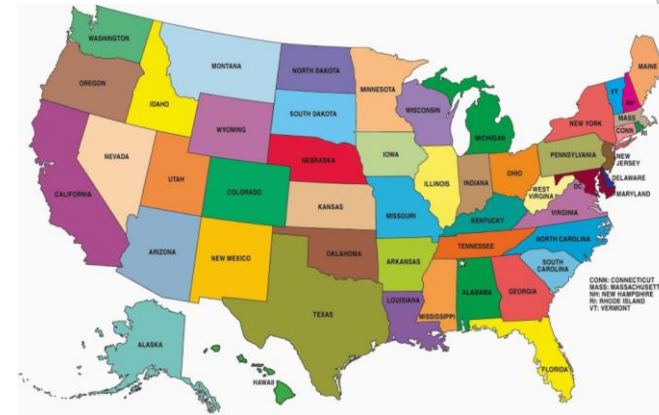 WASHINGTON
OREGON
IDAHO
MONTANA
NORTH DAKOTA
MINNESOTA
SOUTH DAKOTA
WYOMING
WISCONSIN
MICHIGAN
NEW YORK
VT
NH
MAINE
MASS
CONN
RI
NEVADA
UTAH
COLORADO
NEBRASKA
IOWA
ILLINOIS
INDIANA
OHIO
PENNSYLVANIA
NEW
JERSEY
DELAWARE
MARYLAND
DC
WEST
VIRGINIA
VIRGINIA
CALIFORNIA
KANSAS
MISSOURI
KENTUCKY
ARIZONA
NEW MEXICO
OKLAHOMA
ARKANSAS
TENNESSEE
NORTH CAROLINA
SOUTH
CAROLINA
TEXAS
LOUISIANA
MISSISSIPPI
ALABAMA
GEORGIA
FLORIDA
ALASKA
HAWAII
CONN: CONNECTICUT
MASS: MASSACHUSETT
NH: NEW HAMPSHIRE
RI: RHODE ISLAND
VT: VERMONT